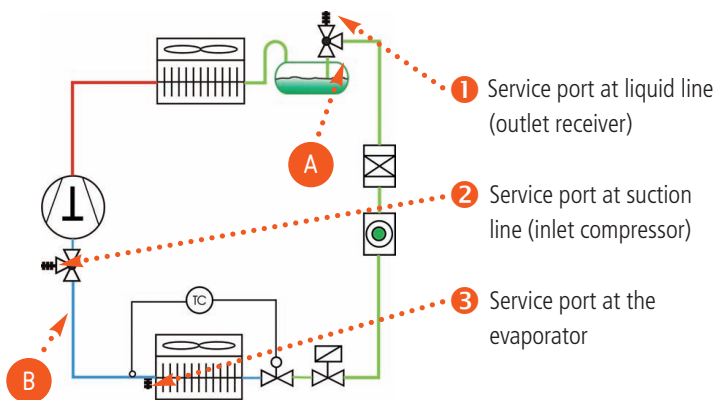 1 Service port at liquid line
(outlet receiver)
A
2 Service port at suction
line (inlet compressor)
TC
3 Service port at the
evaporator
B